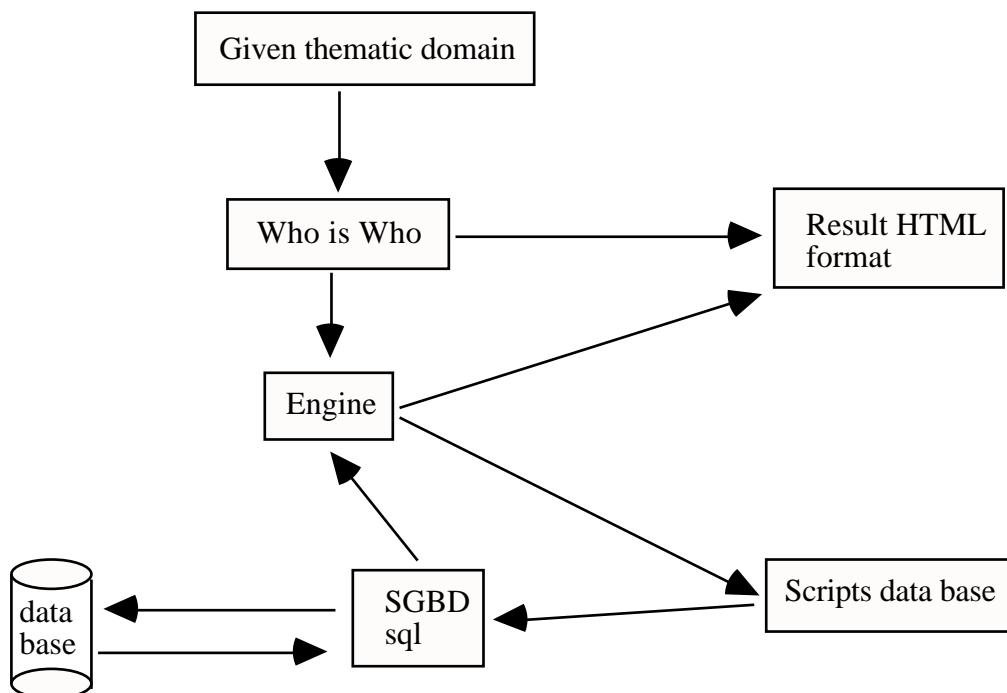 Given thematic domain
Who is Who
Result HTML
format
Engine
Scripts data base
SGBD
sql
data
base